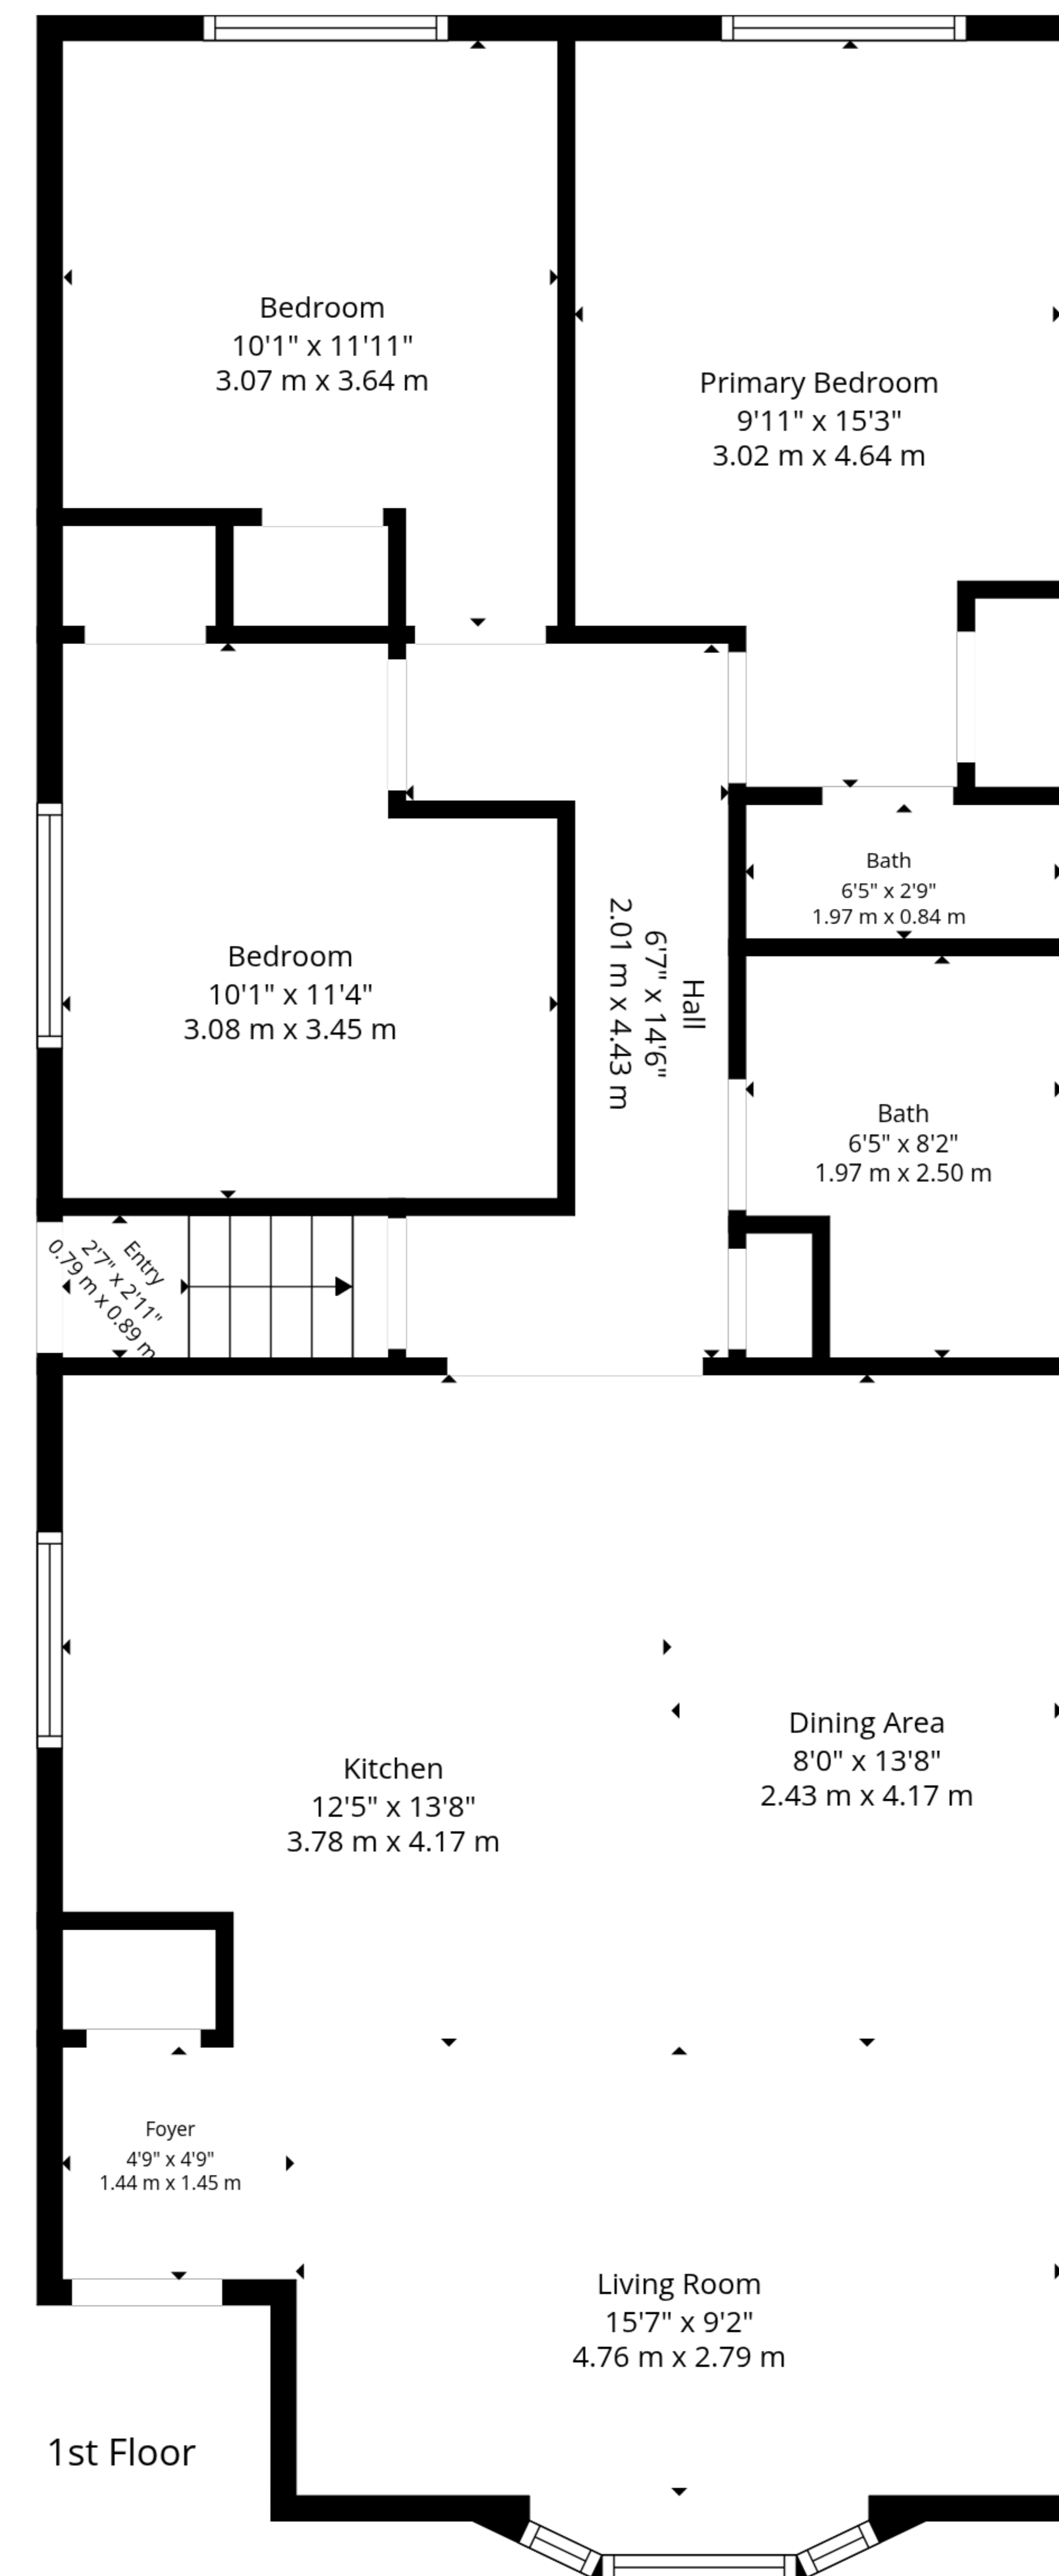 Bedroom
10'1" x 11'11"
3.07 m x 3.64 m
Primary Bedroom
9'11" x 15'3"
3.02 m x 4.64 m
Bath
6'5" x 2'9"
1.97 m x 0.84 m
Bedroom
10'1" x 11'4"
3.08 m x 3.45 m
Hall
6'7" x 14'6"
2.01 m x 4.43 m
Bath
6'5" x 8'2"
1.97 m x 2.50 m
Entry
2'7" x 2'11"
0.79 m x 0.89 m
Dining Area
8'0" x 13'8"
2.43 m x 4.17 m
Kitchen
12'5" x 13'8"
3.78 m x 4.17 m
Foyer
4'9" x 4'9"
1.44 m x 1.45 m
Living Room
15'7" x 9'2"
4.76 m x 2.79 m
1st Floor